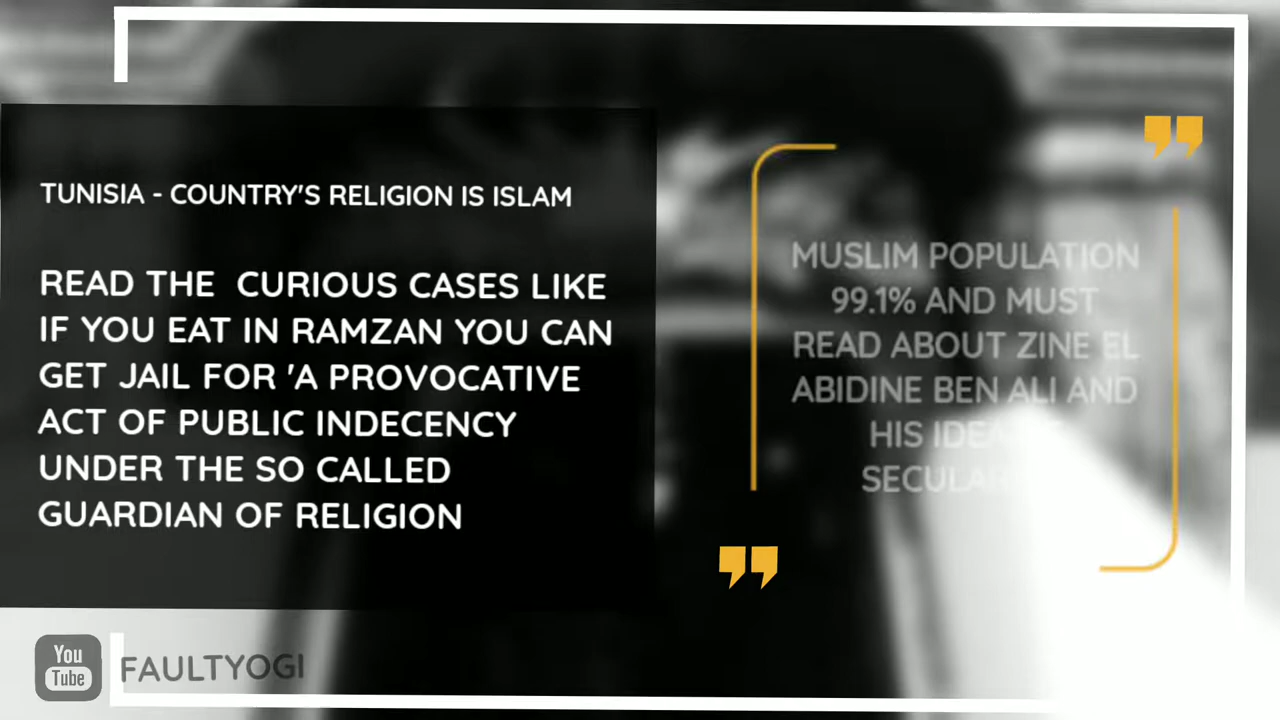 TUNISIA - COUNTRY'S RELIGION IS ISLAM
READ THE CURIOUS CASES LIKE
IF YOU EAT IN RAMZAN YOU CAN
GET JAIL FOR 'A PROVOCATIVE
ACT OF PUBLIC INDECENCY
UNDER THE SO CALLED
GUARDIAN OF RELIGION
MUSLIM POPULATION
99.1% AND MUST
READ ABOUT ZINE EL
ABIDINE BEN ALI AND
HIS
You
Tube
FAULTYOGI